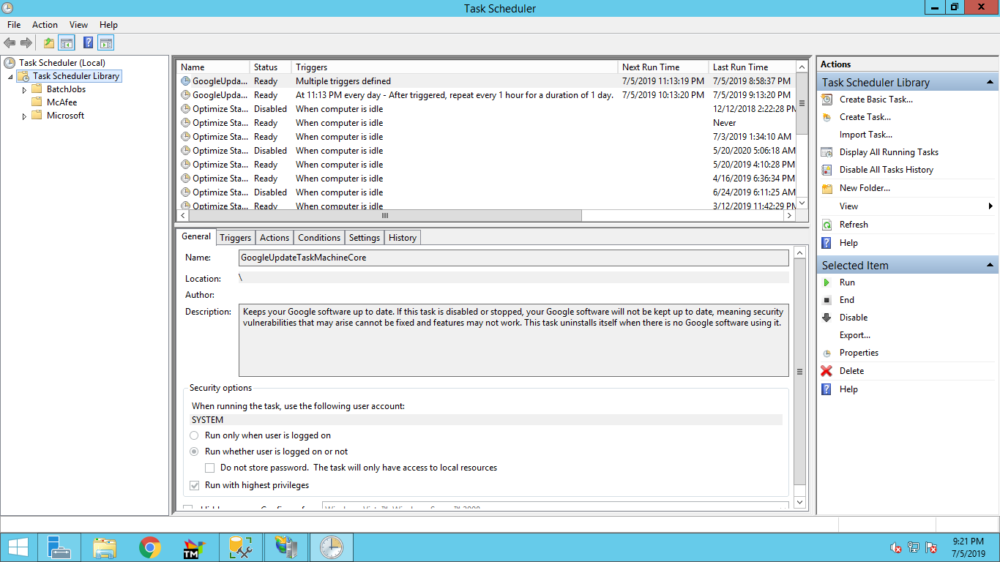 Task Scheduler
File Action View Help
Task Scheduler (Local)
Task Scheduler Library
BatchJobs
McAfee
Microsoft
Name Status Triggers Next Run Time Last Run Time
GoogleUpda... Ready Multiple triggers defined 7/5/2019 11:13:19 PM 7/5/2019 8:58:37 PM
GoogleUpda... Ready At 11:13 PM every day - After triggered, repeat every 1 hour for a duration of 1 day. 7/5/2019 10:13:20 PM 7/5/2019 9:13:20 PM
Optimize Sta... Disabled When computer is idle 12/12/2018 2:22:28 PM
Optimize Sta... Ready When computer is idle Never
Optimize Sta... Ready When computer is idle 7/3/2019 1:34:10 AM
Optimize Sta... Disabled When computer is idle 5/20/2020 5:06:18 AM
Optimize Sta... Ready When computer is idle 5/20/2019 4:10:28 PM
Optimize Sta... Ready When computer is idle 4/16/2019 6:36:34 PM
Optimize Sta... Disabled When computer is idle 6/24/2019 6:11:25 AM
Optimize Sta... Ready When computer is idle 3/12/2019 11:42:29 PM
General Triggers Actions Conditions Settings History
Name: GoogleUpdateTaskMachineCore
Location: \
Author:
Description: Keeps your Google software up to date. If this task is disabled or stopped, your Google software will not be kept up to date, meaning security
vulnerabilities that may arise cannot be fixed and features may not work. This task uninstalls itself when there is no Google software using it.
Security options
When running the task, use the following user account:
SYSTEM
Run only when user is logged on
Run whether user is logged on or not
Do not store password. The task will only have access to local resources
Run with highest privileges
Actions
Task Scheduler Library
Create Basic Task...
Create Task...
Import Task...
Display All Running Tasks
Disable All Tasks History
New Folder...
View
Refresh
Help
Selected Item
Run
End
Disable
Export...
Properties
Delete
Help
TM
9:21 PM
7/5/2019